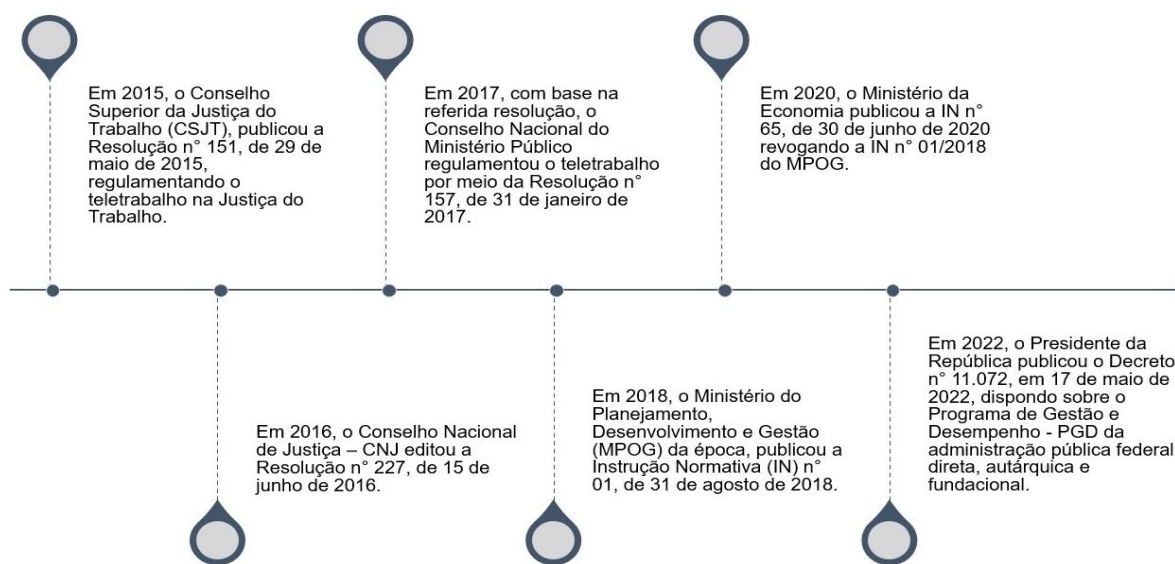 Em 2015, o Conselho
Superior da Justiça do
Trabalho (CSJT), publicou a
Resolução n° 151, de 29 de
maio de 2015,
regulamentando o
teletrabalho na Justiça do
Trabalho.
Em 2017, com base na
referida resolução, o
Conselho Nacional do
Ministério Público
regulamentou o teletrabalho
por meio da Resolução n°
157, de 31 de janeiro de
2017.
Em 2020, o Ministério da
Economia publicou a IN n°
65, de 30 de junho de 2020
revogando a IN n° 01/2018
do MPOG.
Em 2016, o Conselho Nacional
de Justiça – CNJ editou a
Resolução n° 227, de 15 de
junho de 2016.
Em 2018, o Ministério do
Planejamento,
Desenvolvimento e Gestão
(MPOG) da época, publicou a
Instrução Normativa (IN) n°
01, de 31 de agosto de 2018.
Em 2022, o Presidente da
República publicou o Decreto
n° 11.072, em 17 de maio de
2022, dispondo sobre o
Programa de Gestão e
Desempenho - PGD da
administração pública federal
direta, autárquica e
fundacional.